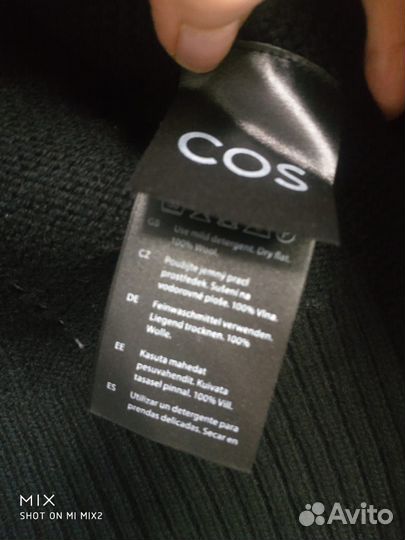 COS
GB Use mild detergent. Dry flat.
100% Wool.
CZ Použijte jemný prací
prostředek. Sušení na
vodorovné ploše. 100% Vlna.
DE Feinwaschmittel verwenden.
Liegend trocknen. 100%
Wolle.
EE Kasuta mahedat
pesuvahendit. Kuivata
tasasel pinnal. 100% Vill.
ES Utilizar un detergente para
prendas delicadas. Secar en
MIX
SHOT ON MI MIX2
Avito